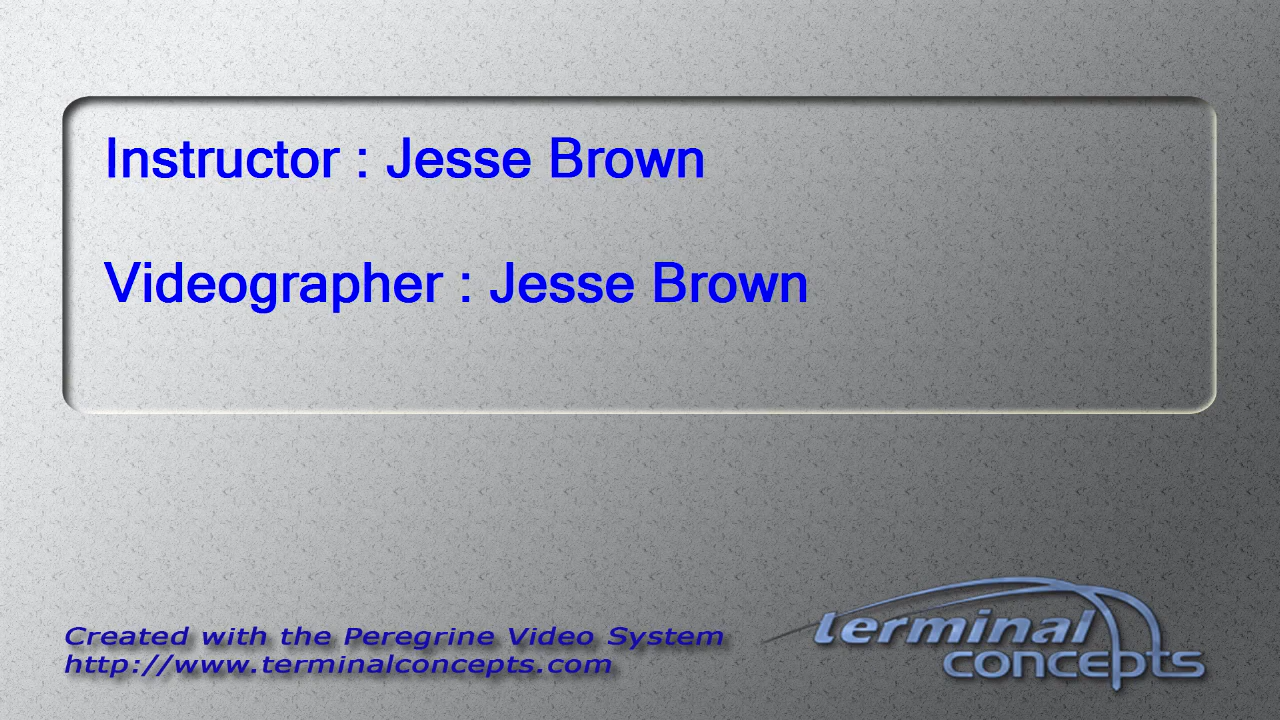 Instructor : Jesse Brown
Videographer : Jesse Brown
Created with the Peregrine Video System
http://www.terminalconcepts.com
terminal
concepts